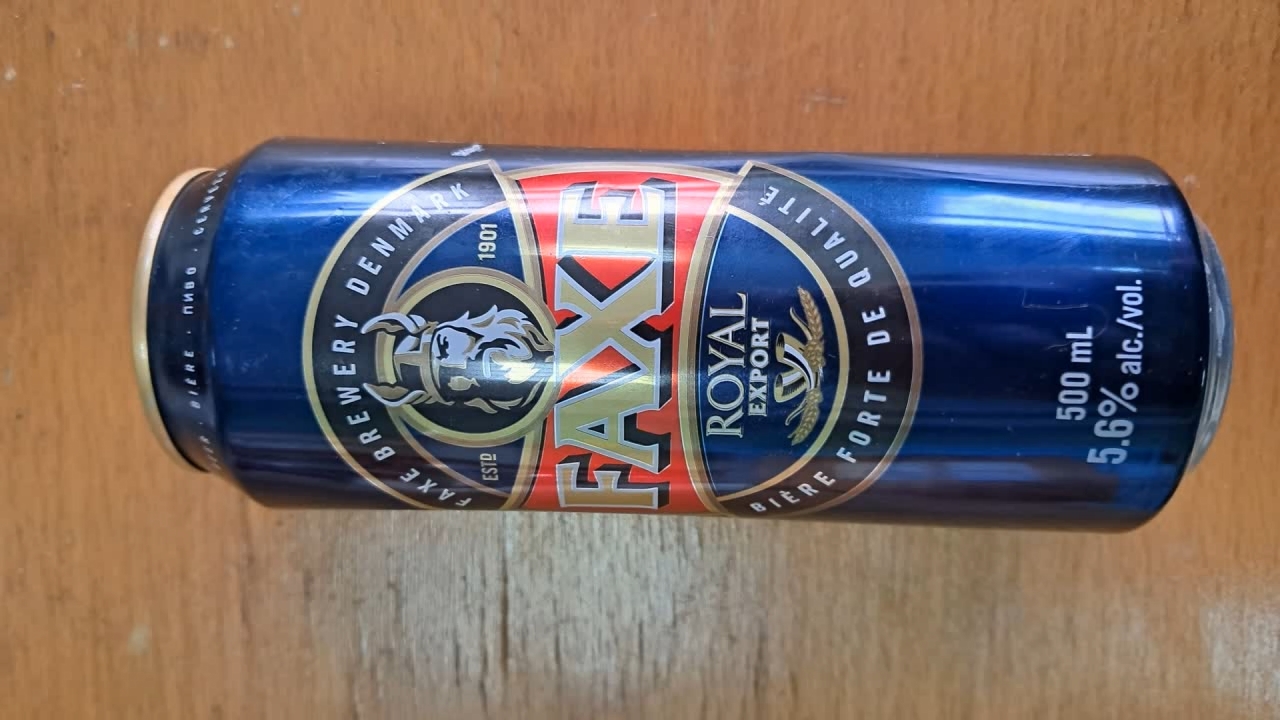 BIÈRE · ПИВО · CERVEZA
FAXE BREWERY DENMARK
ESTD 1901
FAXE
ROYAL
EXPORT
BIÈRE FORTE DE QUALITÉ
500 mL
5.6% alc./vol.